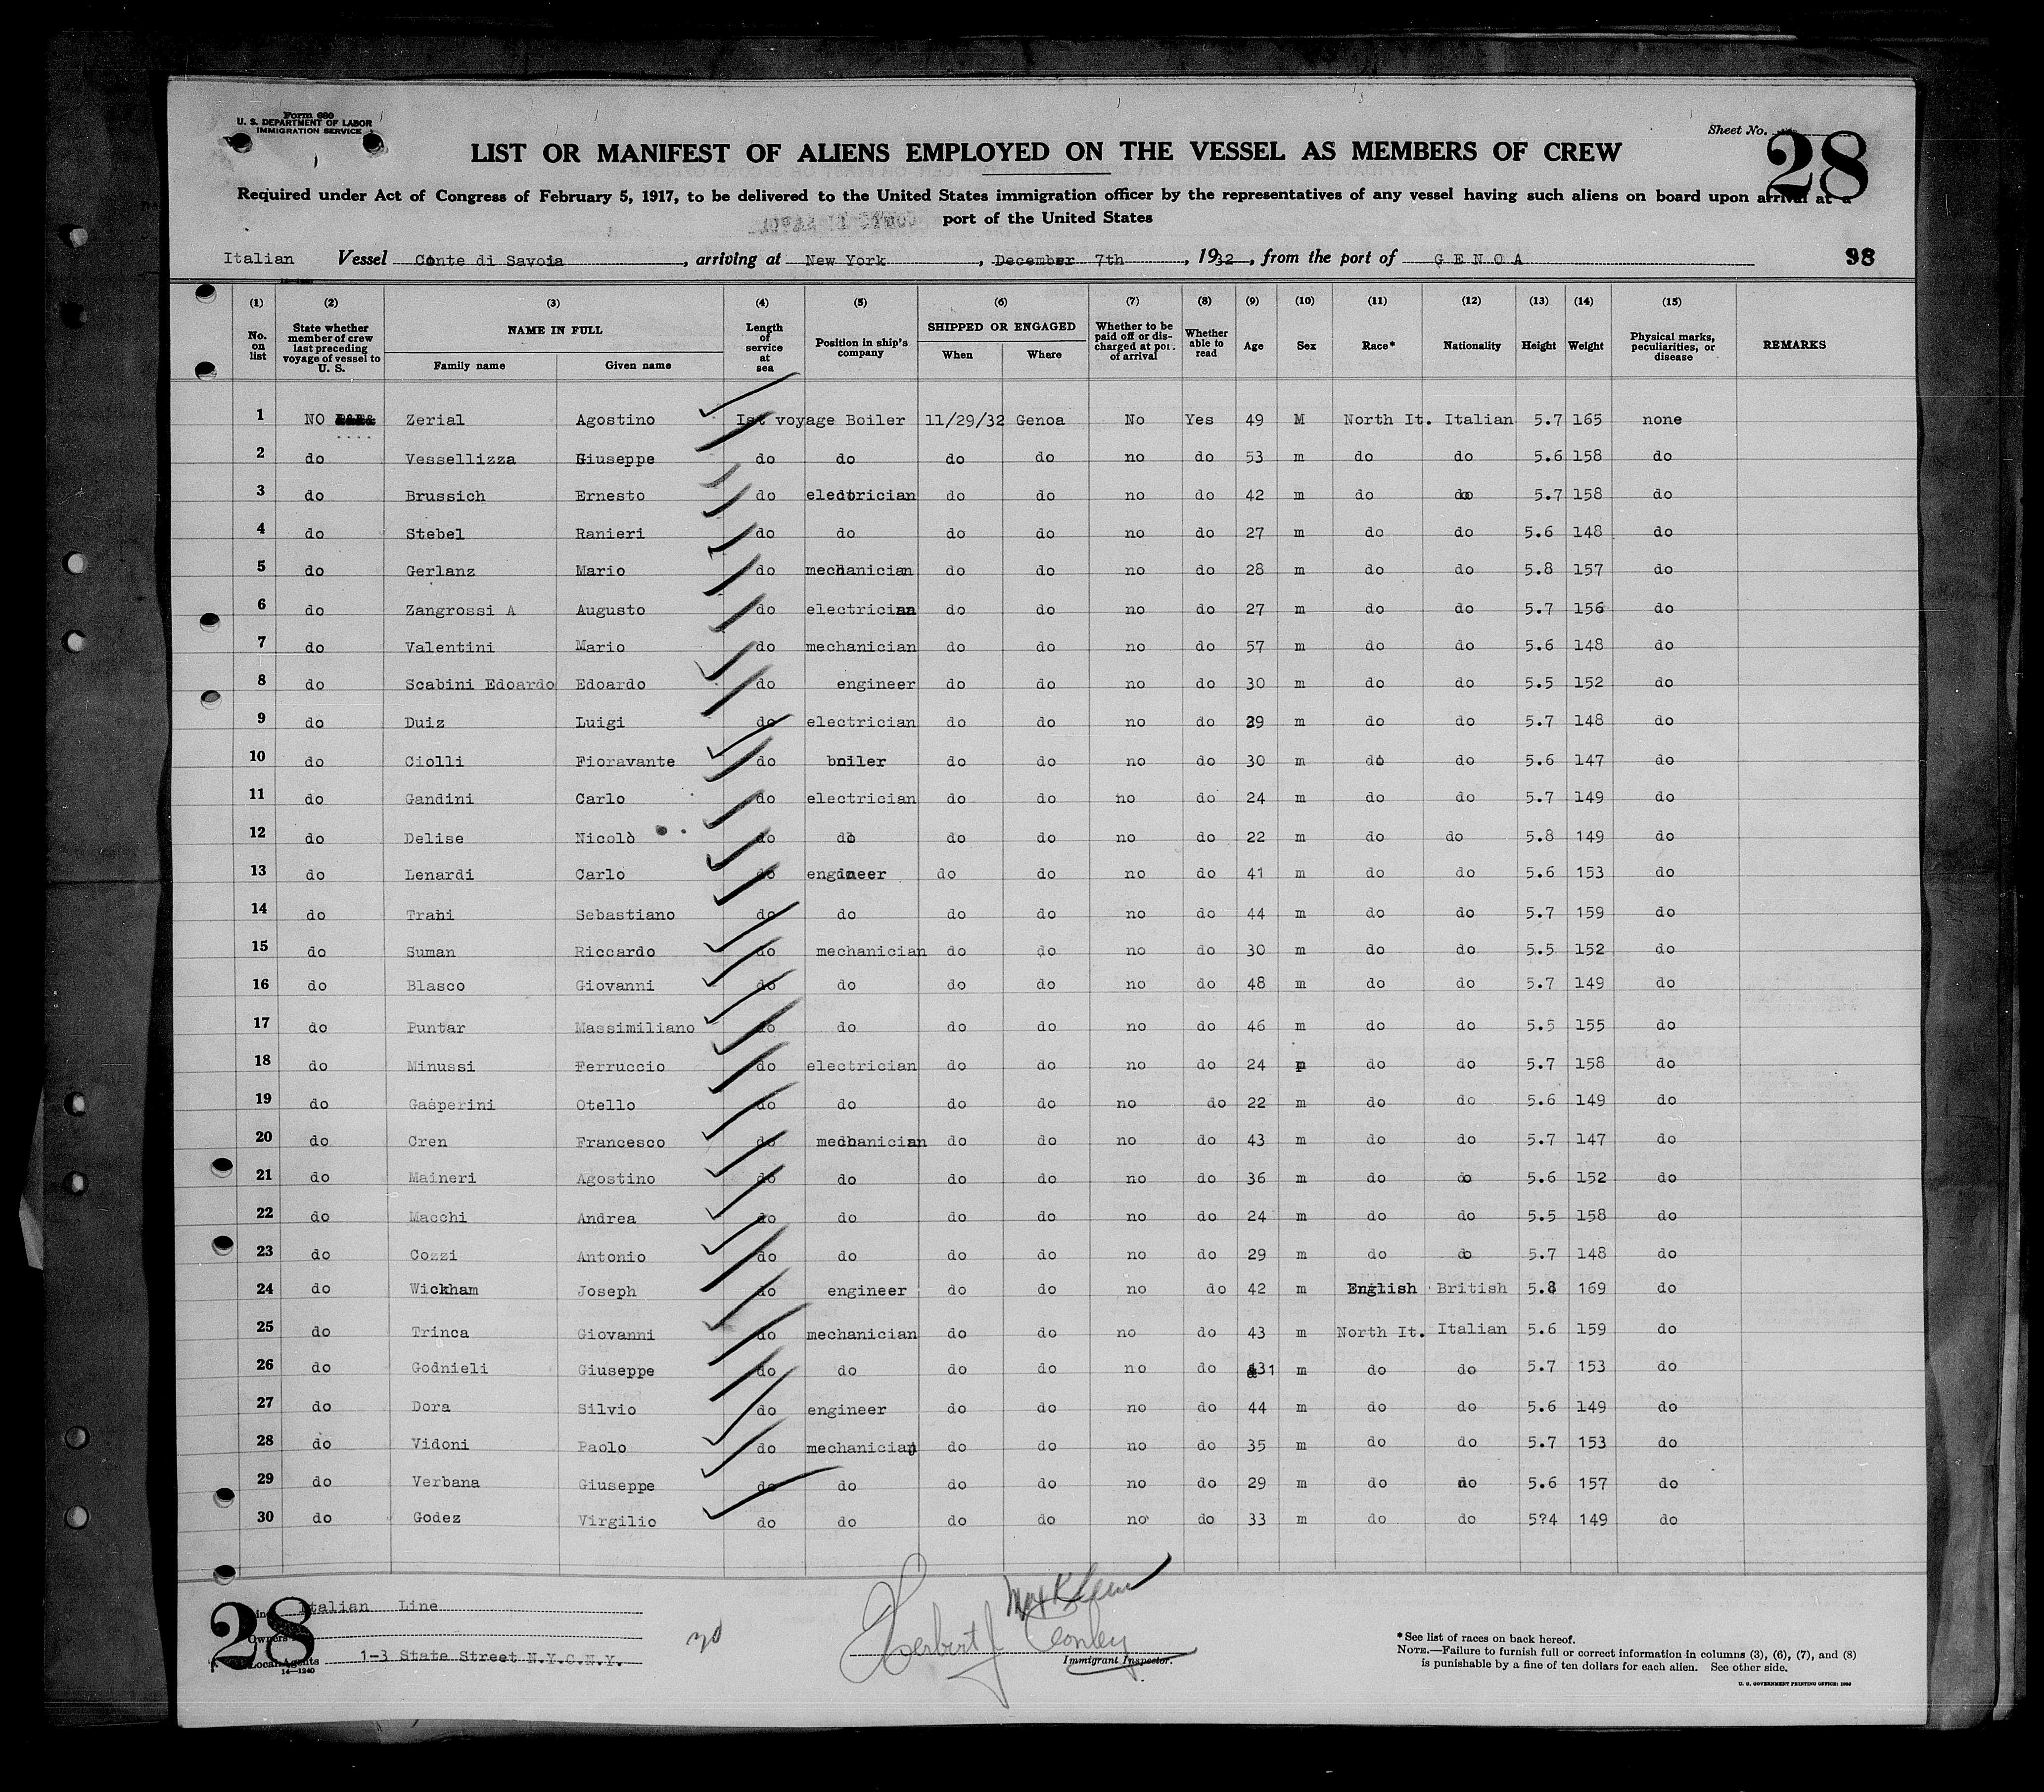 Form 680
U. S. DEPARTMENT OF LABOR
IMMIGRATION SERVICE
Sheet No.
28
LIST OR MANIFEST OF ALIENS EMPLOYED ON THE VESSEL AS MEMBERS OF CREW
Required under Act of Congress of February 5, 1917, to be delivered to the United States immigration officer by the representatives of any vessel having such aliens on board upon arrival at a
port of the United States
Italian Vessel Conte di Savoia, arriving at New York, December 7th, 1932, from the port of GENOA 98
(1) (2) (3) (4) (5) (6) (7) (8) (9) (10) (11) (12) (13) (14) (15)
No. on list State whether member of crew last preceding voyage of vessel to U. S. NAME IN FULL Family name Given name Length of service at sea Position in ship's company SHIPPED OR ENGAGED When Where Whether to be paid off or discharged at port of arrival Whether able to read Age Sex Race* Nationality Height Weight Physical marks, peculiarities, or disease REMARKS
1 NO Zerial Agostino Ist voyage Boiler 11/29/32 Genoa No Yes 49 M North It. Italian 5.7 165 none
2 do Vessellizza Giuseppe do do do do no do 53 m do do 5.6 158 do
3 do Brussich Ernesto do electrician do do no do 42 m do do 5.7 158 do
4 do Stebel Ranieri do do do do no do 27 m do do 5.6 148 do
5 do Gerlanz Mario do mechanician do do no do 28 m do do 5.8 157 do
6 do Zangrossi A Augusto do electrician do do no do 27 m do do 5.7 156 do
7 do Valentini Mario do mechanician do do no do 57 m do do 5.6 148 do
8 do Scabini Edoardo Edoardo do engineer do do no do 30 m do do 5.5 152 do
9 do Duiz Luigi do electrician do do no do 29 m do do 5.7 148 do
10 do Ciolli Fioravante do boiler do do no do 30 m do do 5.6 147 do
11 do Gandini Carlo do electrician do do no do 24 m do do 5.7 149 do
12 do Delise Nicolò do do do do no do 22 m do do 5.8 149 do
13 do Lenardi Carlo do engineer do do no do 41 m do do 5.6 153 do
14 do Trani Sebastiano do do do do no do 44 m do do 5.7 159 do
15 do Suman Riccardo do mechanician do do no do 30 m do do 5.5 152 do
16 do Blasco Giovanni do do do do no do 48 m do do 5.7 149 do
17 do Puntar Massimiliano do do do do no do 46 m do do 5.5 155 do
18 do Minussi Ferruccio do electrician do do no do 24 m do do 5.7 158 do
19 do Gasperini Otello do do do do no do 22 m do do 5.6 149 do
20 do Cren Francesco do mechanician do do no do 43 m do do 5.7 147 do
21 do Maineri Agostino do do do do no do 36 m do do 5.6 152 do
22 do Macchi Andrea do do do do no do 24 m do do 5.5 158 do
23 do Cozzi Antonio do do do do no do 29 m do do 5.7 148 do
24 do Wickham Joseph do engineer do do no do 42 m English British 5.8 169 do
25 do Trinca Giovanni do mechanician do do no do 43 m North It. Italian 5.6 159 do
26 do Godnieli Giuseppe do do do do no do 31 m do do 5.7 153 do
27 do Dora Silvio do engineer do do no do 44 m do do 5.6 149 do
28 do Vidoni Paolo do mechanician do do no do 35 m do do 5.7 153 do
29 do Verbana Giuseppe do do do do no do 29 m do do 5.6 157 do
30 do Godez Virgilio do do do do no do 33 m do do 5?4 149 do
28
Line Italian Line
Owners
Local Agents 1-3 State Street N.Y.C.N.Y.
14—1240
30
Max Klein
Herbert J Conley
Immigrant Inspector.
*See list of races on back hereof.
NOTE.—Failure to furnish full or correct information in columns (3), (6), (7), and (8)
is punishable by a fine of ten dollars for each alien. See other side.
U. S. GOVERNMENT PRINTING OFFICE: